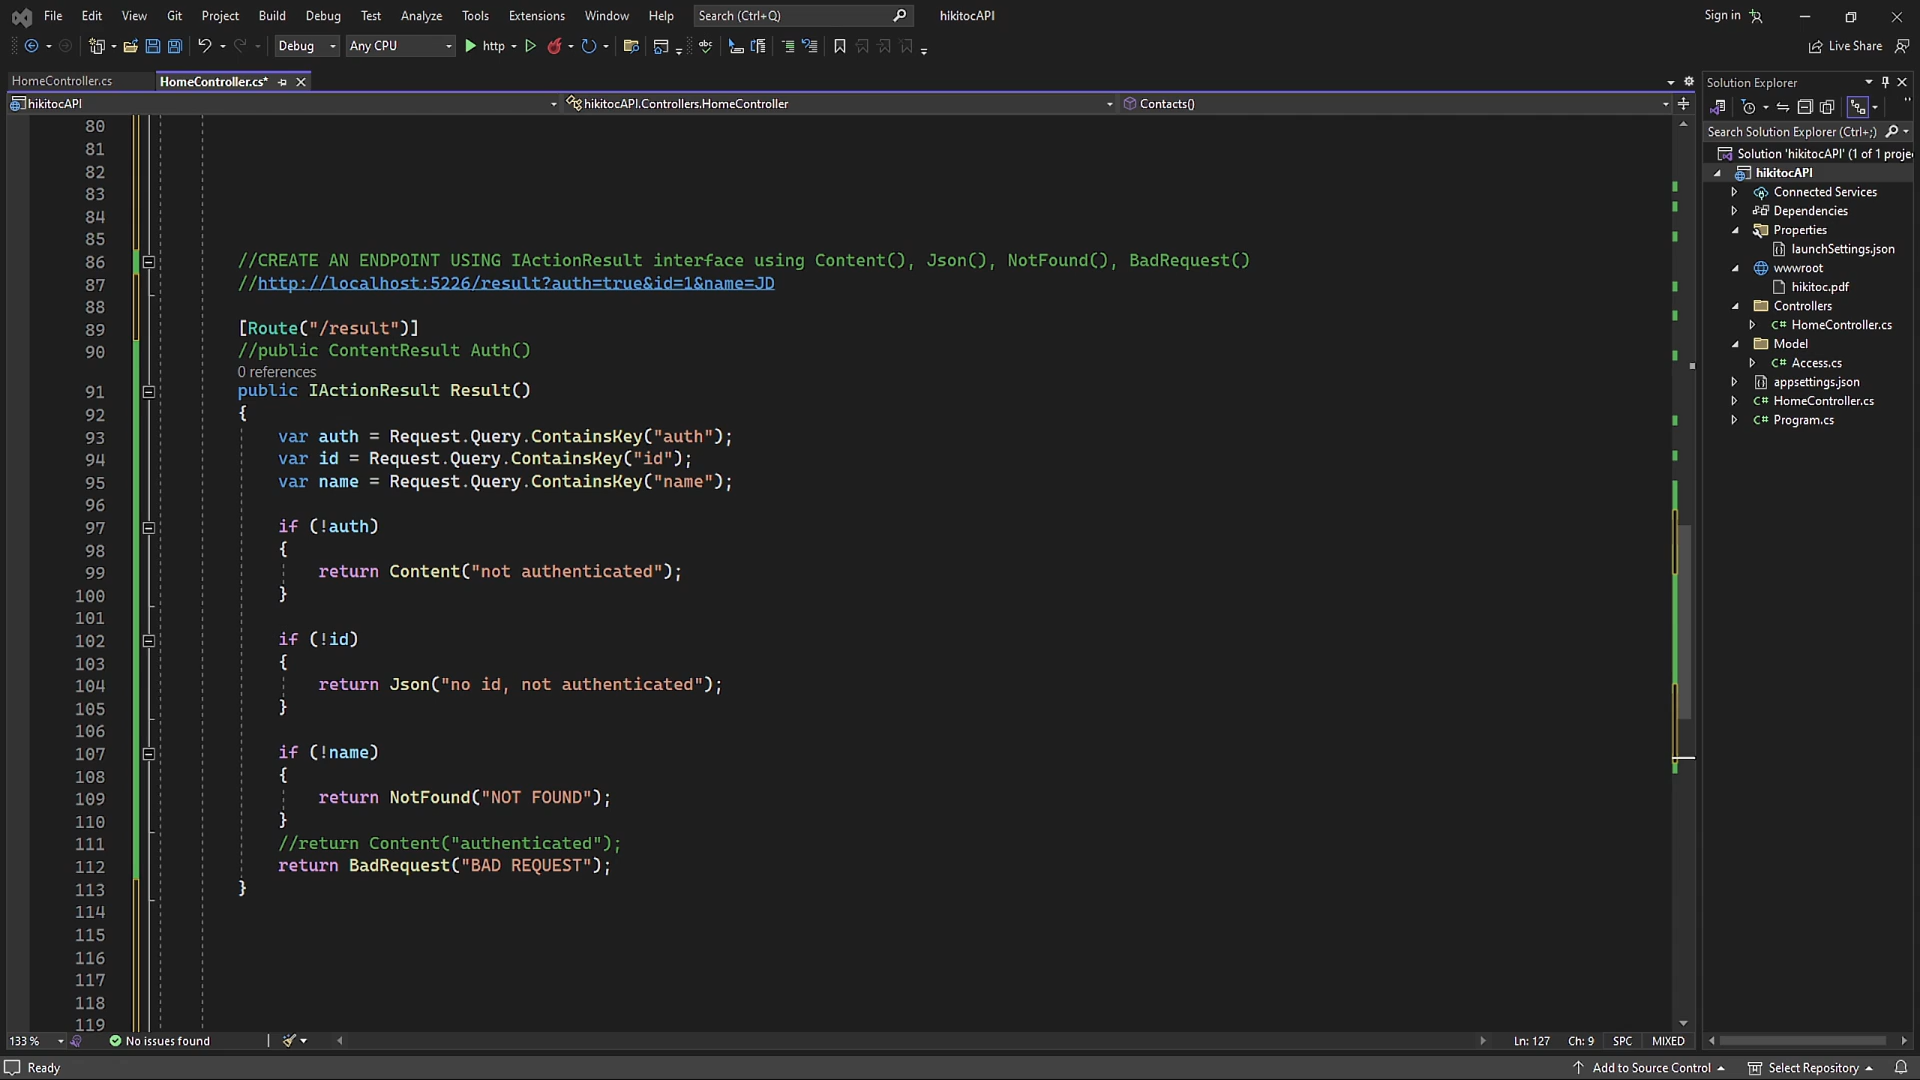 File Edit View Git Project Build Debug Test Analyze Tools Extensions Window Help Search (Ctrl+Q) hikitocAPI Sign in
Debug Any CPU http Live Share
HomeController.cs HomeController.cs*
hikitocAPI hikitocAPI.Controllers.HomeController Contacts()
80
81
82
83
84
85
86 //CREATE AN ENDPOINT USING IActionResult interface using Content(), Json(), NotFound(), BadRequest()
87 //http://localhost:5226/result?auth=true&id=1&name=JD
88
89 [Route("/result")]
90 //public ContentResult Auth()
0 references
91 public IActionResult Result()
92 {
93 var auth = Request.Query.ContainsKey("auth");
94 var id = Request.Query.ContainsKey("id");
95 var name = Request.Query.ContainsKey("name");
96
97 if (!auth)
98 {
99 return Content("not authenticated");
100 }
101
102 if (!id)
103 {
104 return Json("no id, not authenticated");
105 }
106
107 if (!name)
108 {
109 return NotFound("NOT FOUND");
110 }
111 //return Content("authenticated");
112 return BadRequest("BAD REQUEST");
113 }
114
115
116
117
118
119
133 % No issues found Ln: 127 Ch: 9 SPC MIXED
Ready Add to Source Control Select Repository
Solution Explorer
Search Solution Explorer (Ctrl+;)
Solution 'hikitocAPI' (1 of 1 proje
hikitocAPI
Connected Services
Dependencies
Properties
launchSettings.json
wwwroot
hikitoc.pdf
Controllers
C# HomeController.cs
Model
C# Access.cs
appsettings.json
C# HomeController.cs
C# Program.cs